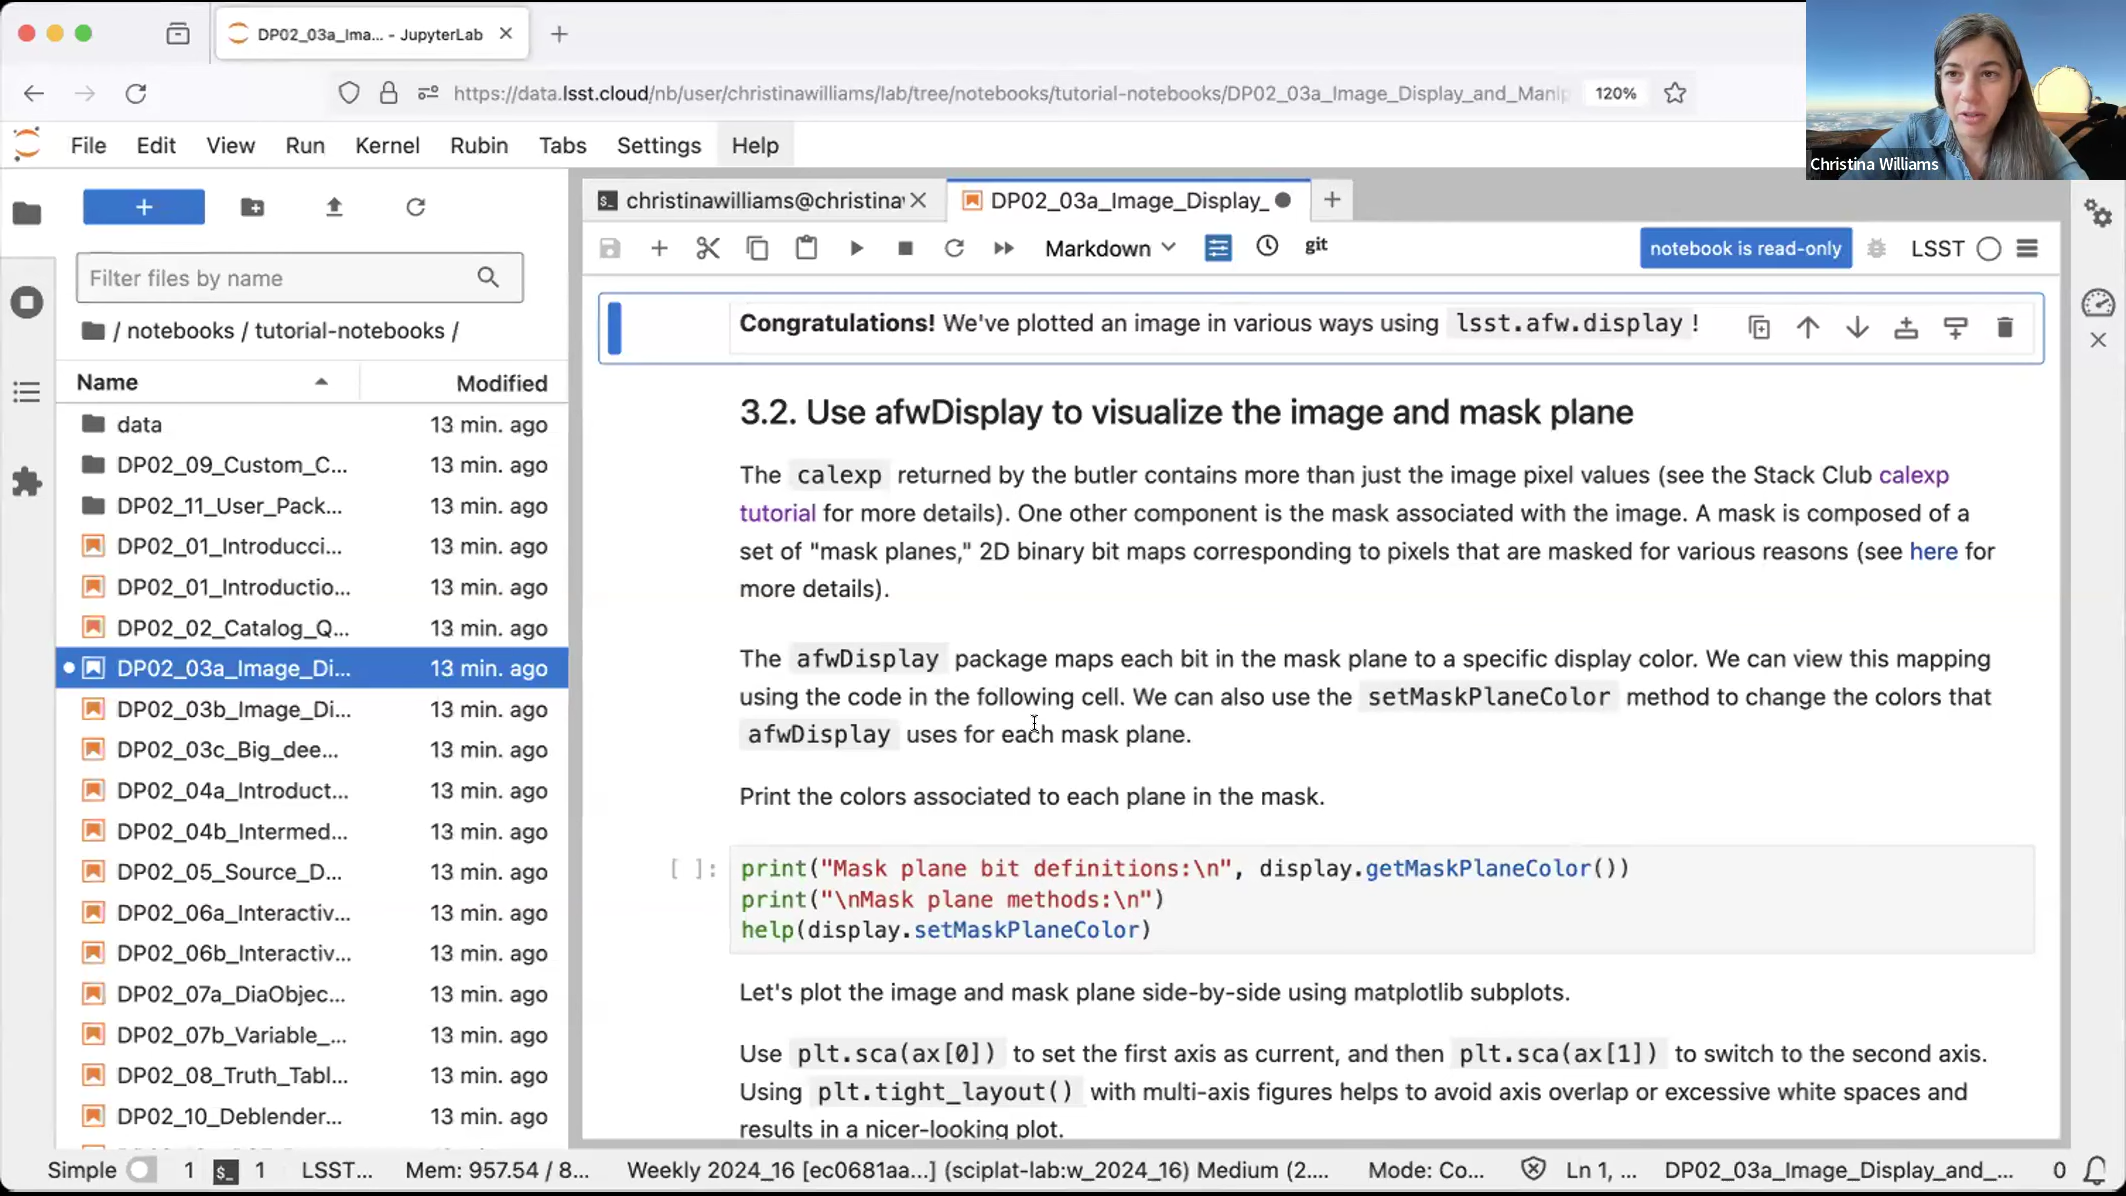 DP02_03a_Ima... - JupyterLab
https://data.lsst.cloud/nb/user/christinawilliams/lab/tree/notebooks/tutorial-notebooks/DP02_03a_Image_Display_and_Manip
120%
Christina Williams
File Edit View Run Kernel Rubin Tabs Settings Help
christinawilliams@christina
DP02_03a_Image_Display_
Markdown
git
notebook is read-only
LSST
Filter files by name
/ notebooks / tutorial-notebooks /
Name Modified
data 13 min. ago
DP02_09_Custom_C... 13 min. ago
DP02_11_User_Pack... 13 min. ago
DP02_01_Introducci... 13 min. ago
DP02_01_Introductio... 13 min. ago
DP02_02_Catalog_Q... 13 min. ago
DP02_03a_Image_Di... 13 min. ago
DP02_03b_Image_Di... 13 min. ago
DP02_03c_Big_dee... 13 min. ago
DP02_04a_Introduct... 13 min. ago
DP02_04b_Intermed... 13 min. ago
DP02_05_Source_D... 13 min. ago
DP02_06a_Interactiv... 13 min. ago
DP02_06b_Interactiv... 13 min. ago
DP02_07a_DiaObjec... 13 min. ago
DP02_07b_Variable_... 13 min. ago
DP02_08_Truth_Tabl... 13 min. ago
DP02_10_Deblender... 13 min. ago
Congratulations! We've plotted an image in various ways using lsst.afw.display !
3.2. Use afwDisplay to visualize the image and mask plane
The calexp returned by the butler contains more than just the image pixel values (see the Stack Club calexp
tutorial for more details). One other component is the mask associated with the image. A mask is composed of a
set of "mask planes," 2D binary bit maps corresponding to pixels that are masked for various reasons (see here for
more details).
The afwDisplay package maps each bit in the mask plane to a specific display color. We can view this mapping
using the code in the following cell. We can also use the setMaskPlaneColor method to change the colors that
afwDisplay uses for each mask plane.
Print the colors associated to each plane in the mask.
[ ]: print("Mask plane bit definitions:\n", display.getMaskPlaneColor())
print("\nMask plane methods:\n")
help(display.setMaskPlaneColor)
Let's plot the image and mask plane side-by-side using matplotlib subplots.
Use plt.sca(ax[0]) to set the first axis as current, and then plt.sca(ax[1]) to switch to the second axis.
Using plt.tight_layout() with multi-axis figures helps to avoid axis overlap or excessive white spaces and
results in a nicer-looking plot.
Simple 1 1 LSST... Mem: 957.54 / 8... Weekly 2024_16 [ec0681aa...] (sciplat-lab:w_2024_16) Medium (2.... Mode: Co... Ln 1, ... DP02_03a_Image_Display_and_... 0